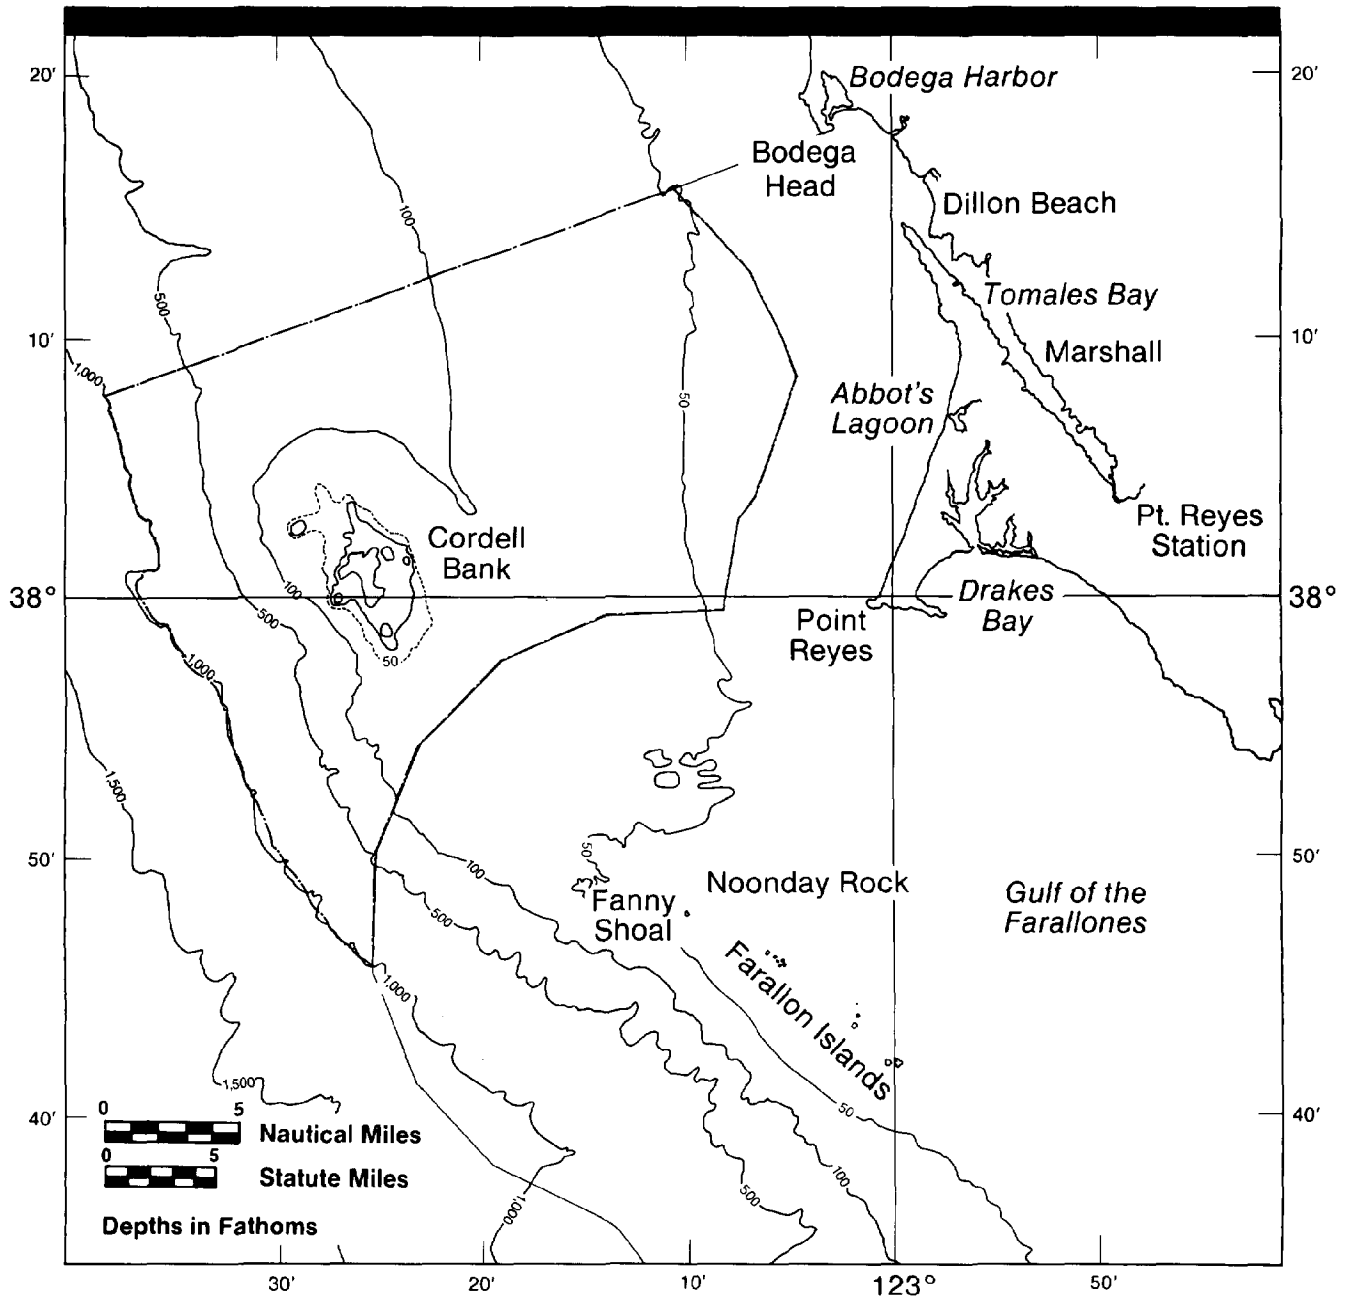 20'
Bodega Harbor
20'
Bodega
Head
100
Dillon Beach
500
Tomales Bay
10'
10'
1,000
Marshall
50
Abbot's
Lagoon
Cordell
Bank
Pt. Reyes
Station
38°
100
500
Drakes
Bay
38°
Point
Reyes
50
1,000
1,500
50'
50
100
50'
Noonday Rock
Gulf of the
Farallones
Fanny
Shoal
500
Farallon Islands
1,000
1,500
50
40'
40'
0 5
Nautical Miles
0 5
Statute Miles
100
500
1,000
Depths in Fathoms
30'
20'
10'
123°
50'